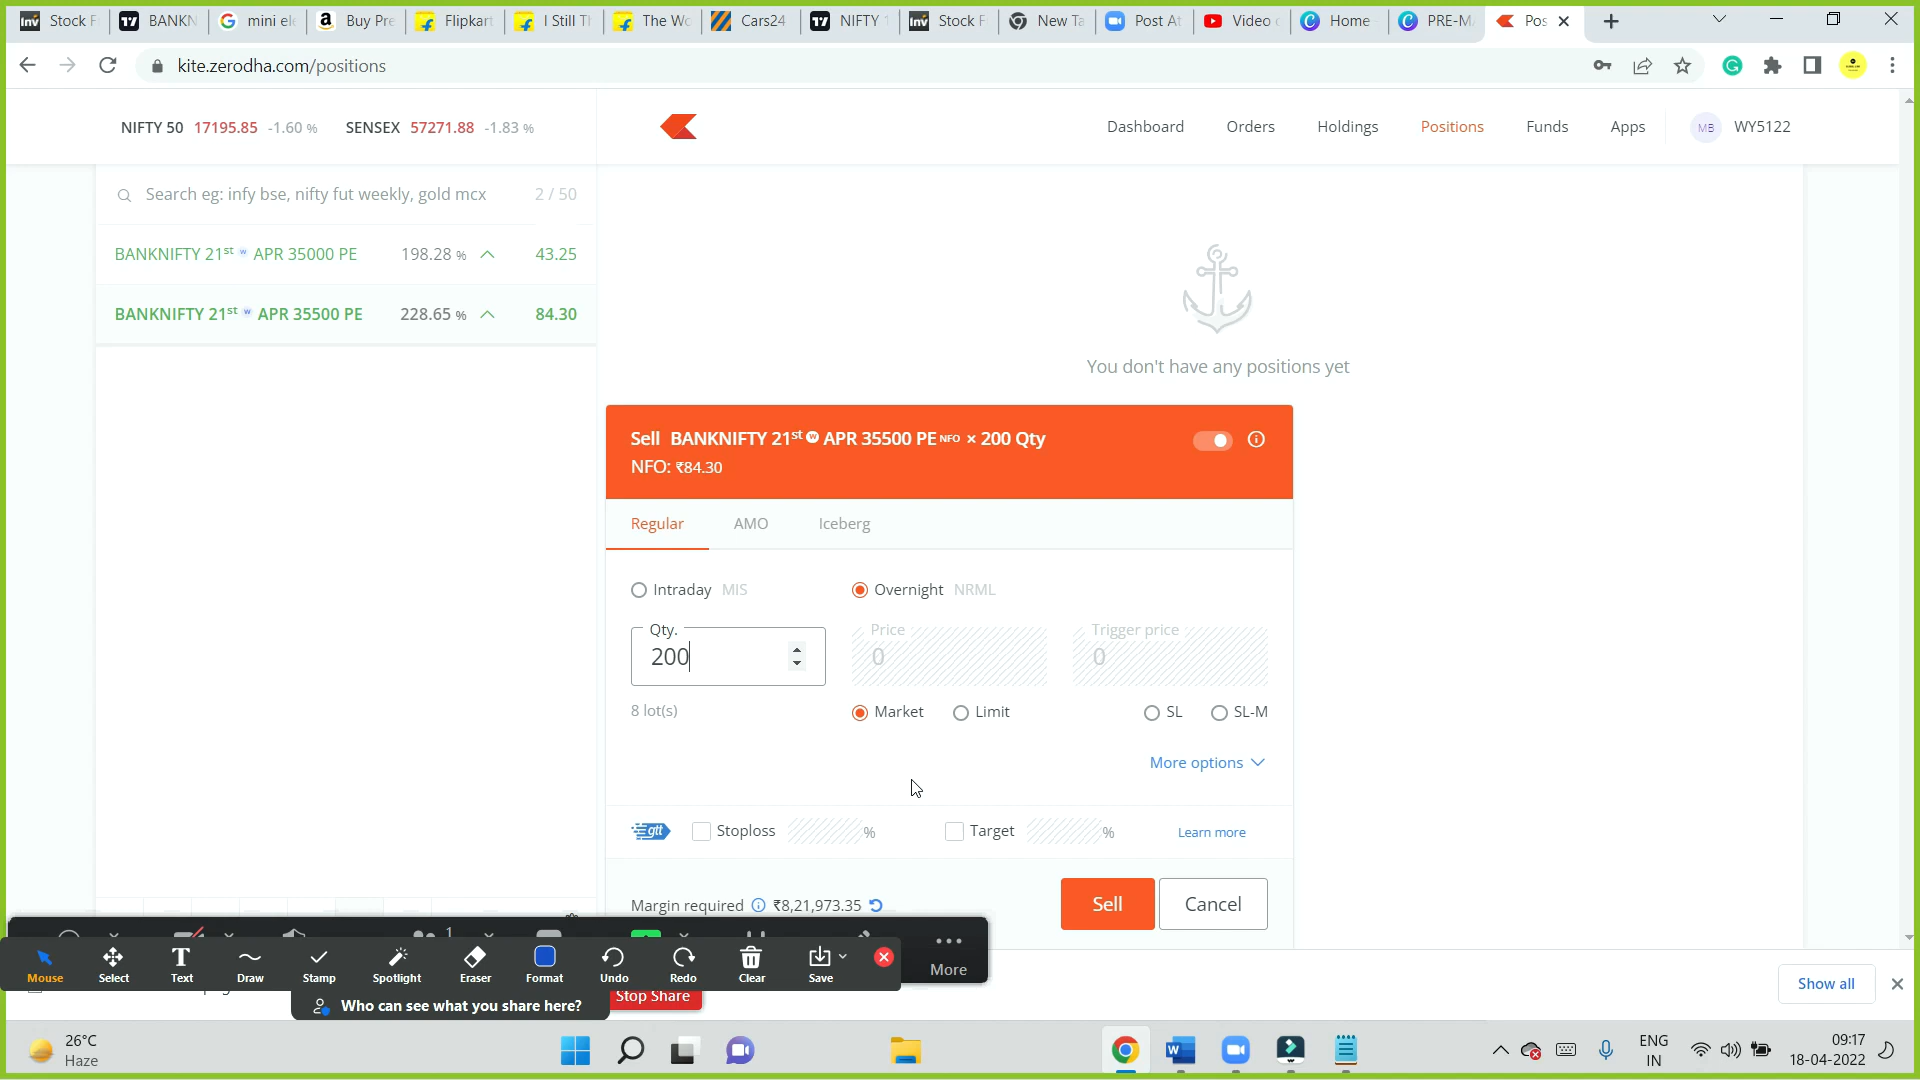 Stock F
BANKN
mini ele
Buy Pre
Flipkart
I Still Th
The Wo
Cars24
NIFTY 1
Stock F
New Ta
Post At
Video c
Home
PRE-MA
Pos
kite.zerodha.com/positions
NIFTY 50 17195.85 -1.60 % SENSEX 57271.88 -1.83 %
Dashboard Orders Holdings Positions Funds Apps MB WY5122
Search eg: infy bse, nifty fut weekly, gold mcx 2 / 50
BANKNIFTY 21st w APR 35000 PE 198.28 % 43.25
BANKNIFTY 21st w APR 35500 PE 228.65 % 84.30
You don't have any positions yet
Sell BANKNIFTY 21st w APR 35500 PE NFO × 200 Qty
NFO: ₹84.30
Regular AMO Iceberg
Intraday MIS Overnight NRML
Qty. Price Trigger price
200 0 0
8 lot(s) Market Limit SL SL-M
More options
gtt Stoploss % Target % Learn more
Margin required ₹8,21,973.35 Sell Cancel
1
Mouse Select Text Draw Stamp Spotlight Eraser Format Undo Redo Clear Save More
Who can see what you share here? Stop Share
Show all
26°C
Haze
ENG
IN
09:17
18-04-2022